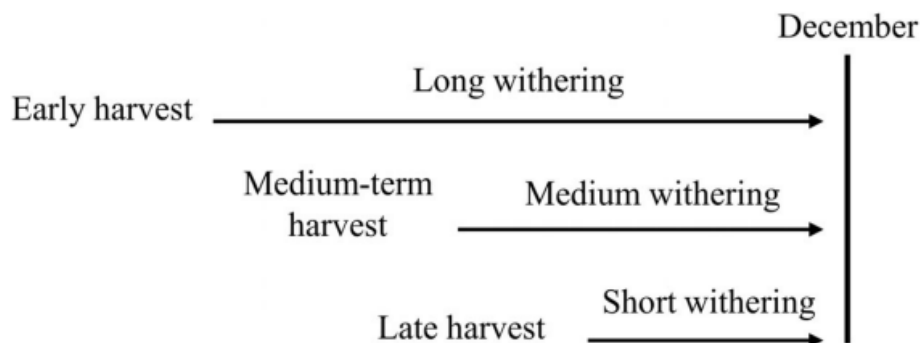 December
Long withering
Early harvest
Medium-term
harvest
Medium withering
Short withering
Late harvest